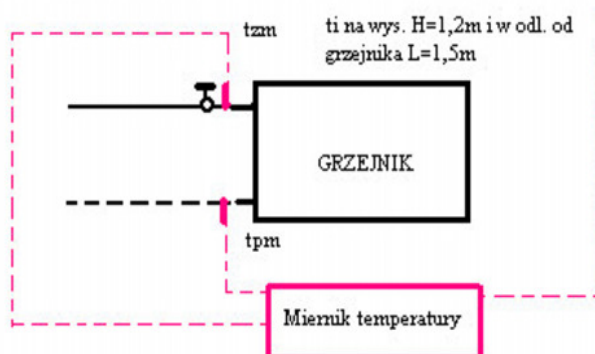 tzm
ti na wys. H=1,2m i w odl. od
grzejnika L=1,5m
GRZEJNIK
tpm
Miernik temperatury